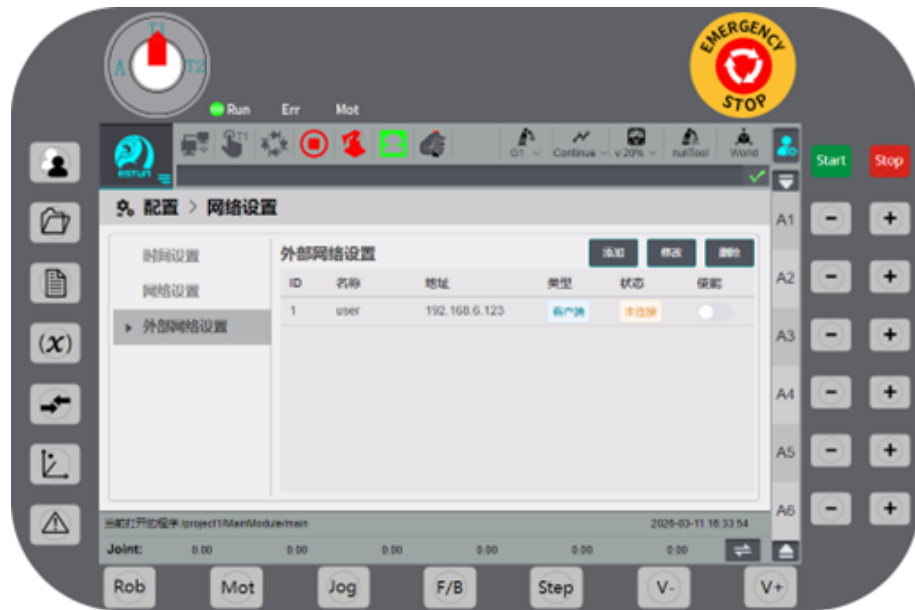 T1
A
T2
EMERGENCY
STOP
Run Err Mot
T1
G1 Continue v:20% nullTool World
ESTUN
Start Stop
配置 > 网络设置
时间设置
网络设置
外部网络设置
外部网络设置
添加 修改 删除
ID 名称 地址 类型 状态 使能
1 user 192.168.6.123 客户端 未连接
A1 - +
A2 - +
A3 - +
A4 - +
A5 - +
A6 - +
(x)
当前打开的程序:/project1/MainModule/main 2026-03-11 16:33:54
Joint: 0.00 0.00 0.00 0.00 0.00 0.00
Rob Mot Jog F/B Step V- V+